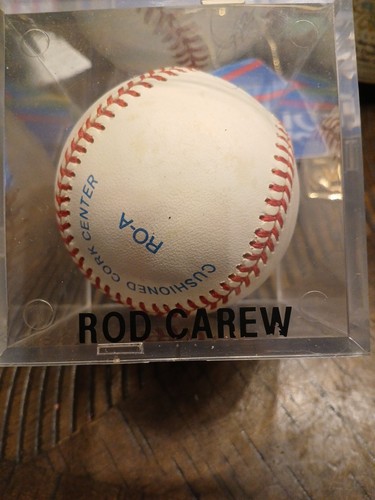 RO-A
CUSHIONED CORK CENTER
ROD CAREW